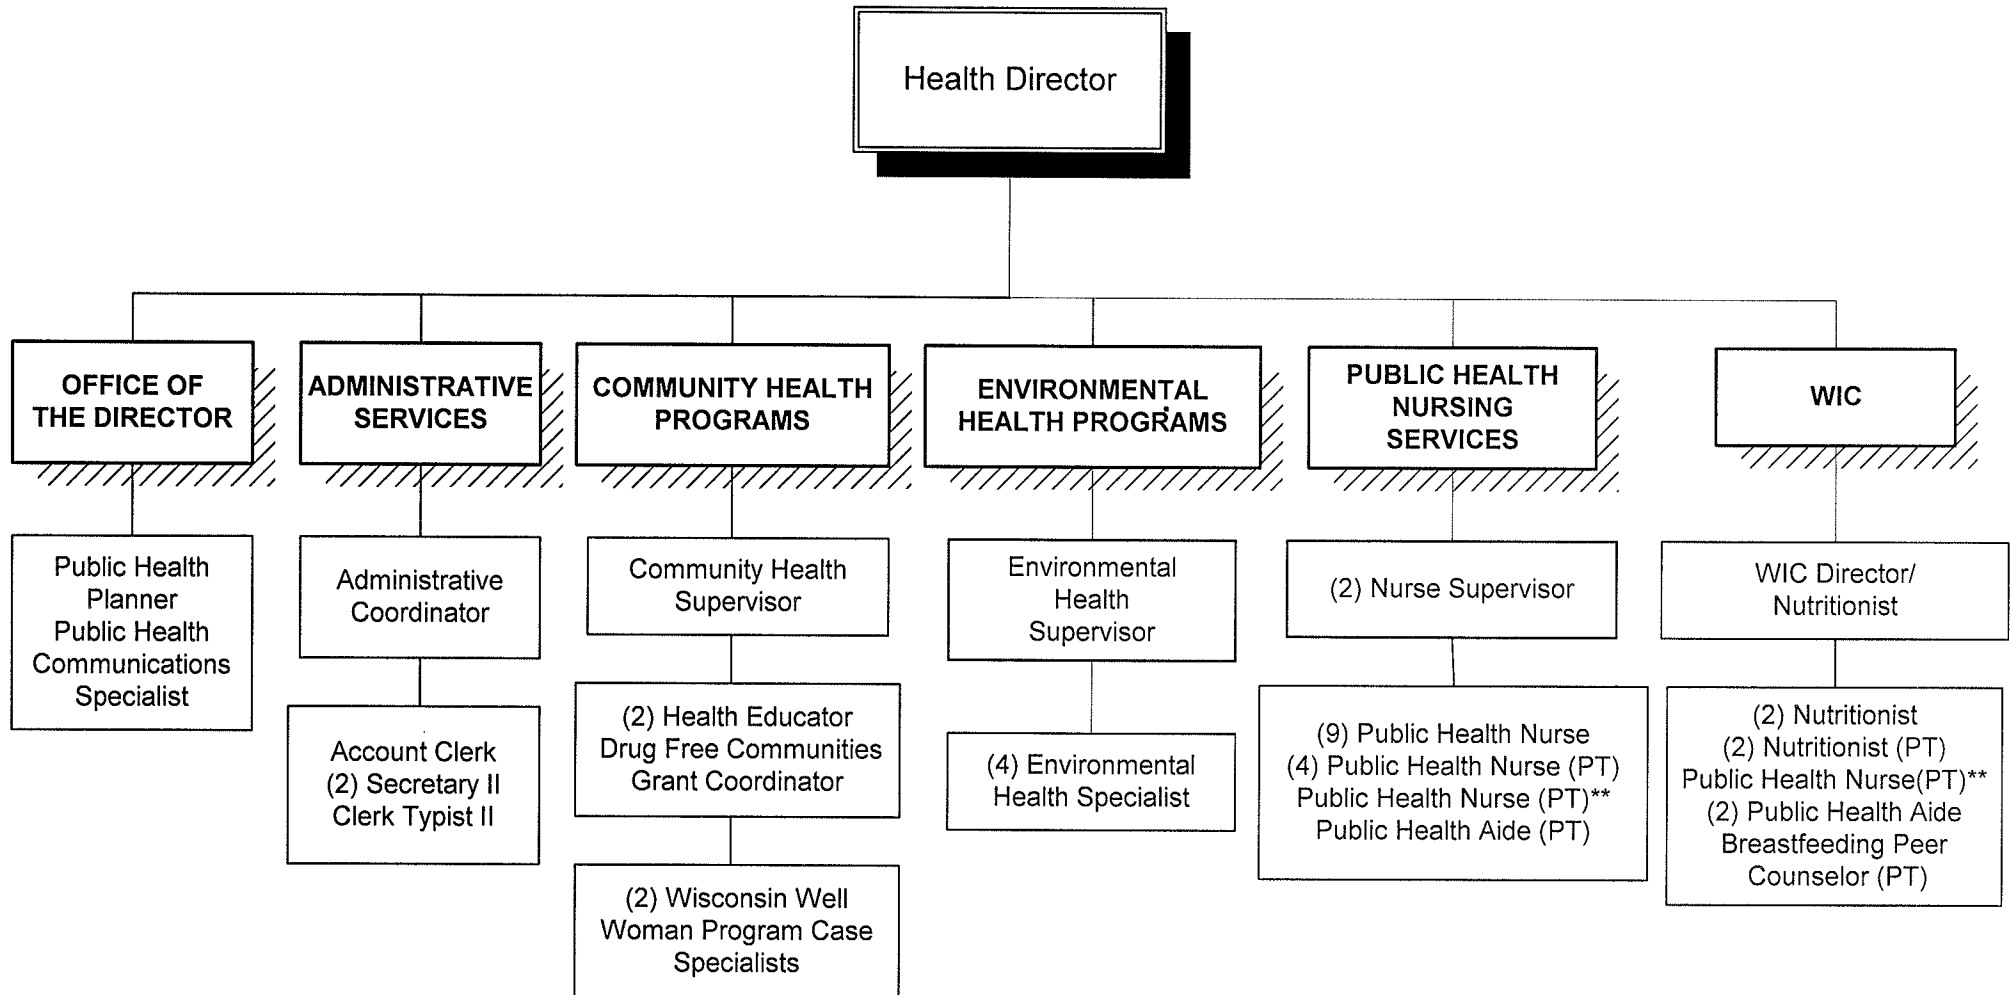 Health Director
OFFICE OF
THE DIRECTOR
ADMINISTRATIVE
SERVICES
COMMUNITY HEALTH
PROGRAMS
ENVIRONMENTAL
HEALTH PROGRAMS
PUBLIC HEALTH
NURSING
SERVICES
WIC
Public Health
Planner
Public Health
Communications
Specialist
Administrative
Coordinator
Account Clerk
(2) Secretary II
Clerk Typist II
Community Health
Supervisor
(2) Health Educator
Drug Free Communities
Grant Coordinator
(2) Wisconsin Well
Woman Program Case
Specialists
Environmental
Health
Supervisor
(4) Environmental
Health Specialist
(2) Nurse Supervisor
(9) Public Health Nurse
(4) Public Health Nurse (PT)
Public Health Nurse (PT)**
Public Health Aide (PT)
WIC Director/
Nutritionist
(2) Nutritionist
(2) Nutritionist (PT)
Public Health Nurse(PT)**
(2) Public Health Aide
Breastfeeding Peer
Counselor (PT)